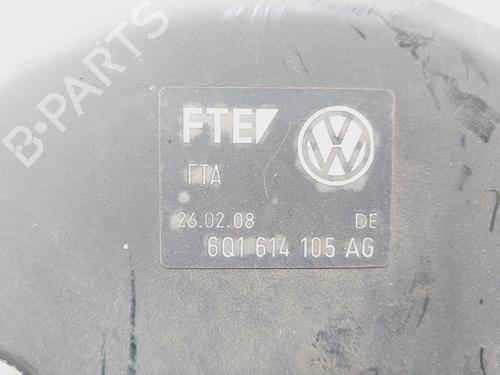 B-PARTS
FTE
FTA
26.02.08 DE
6Q1 614 105 AG